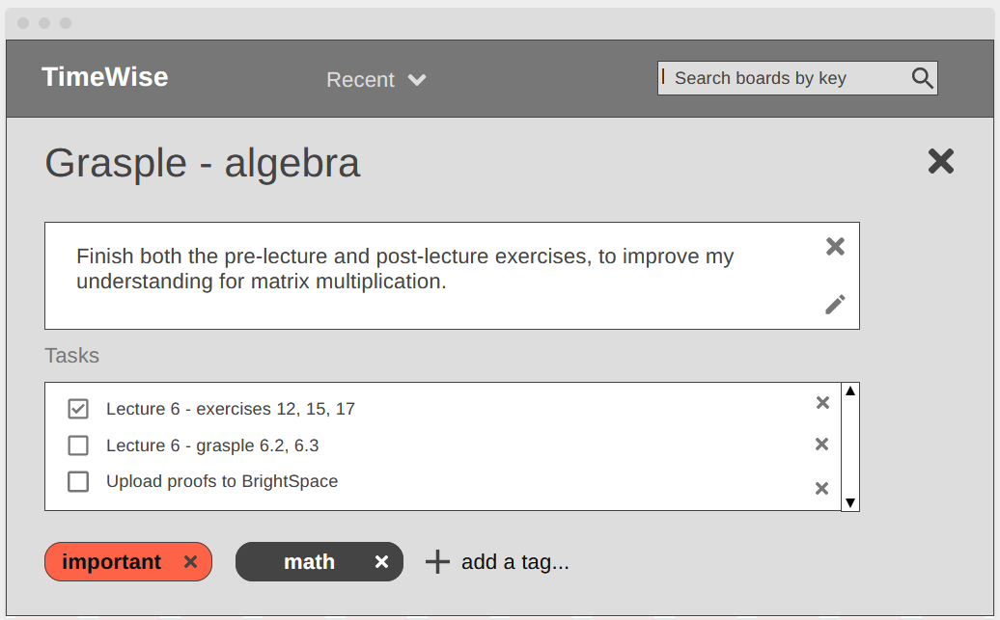 TimeWise
Recent
Search boards by key
Grasple - algebra
Finish both the pre-lecture and post-lecture exercises, to improve my
understanding for matrix multiplication.
Tasks
Lecture 6 - exercises 12, 15, 17
Lecture 6 - grasple 6.2, 6.3
Upload proofs to BrightSpace
important
math
add a tag...